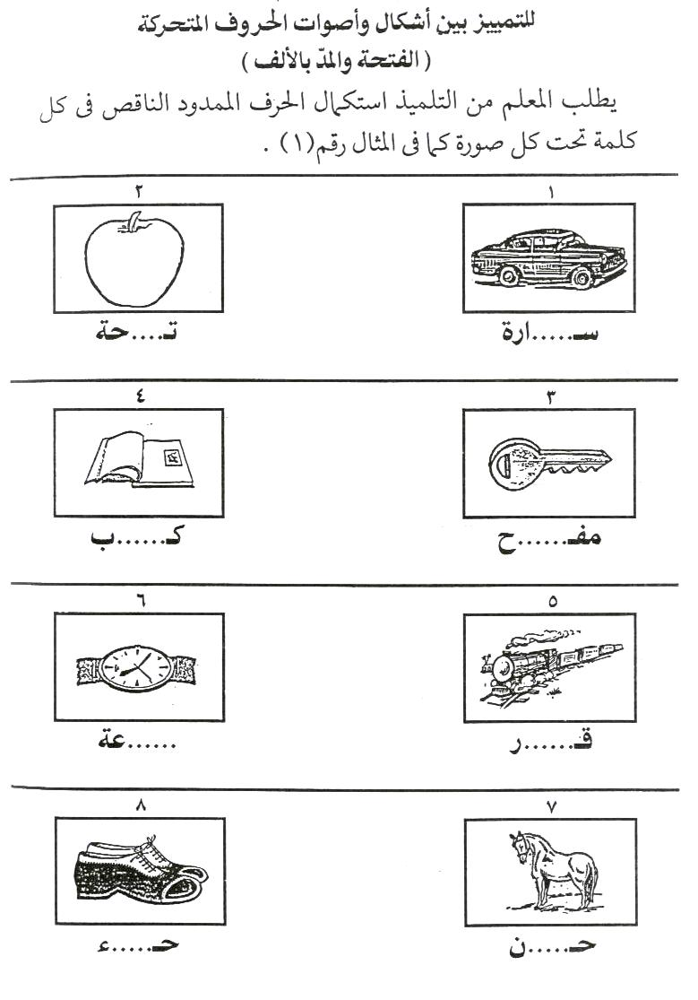 للتمييز بين أشكال وأصوات الحروف المتحركة
( الفتحة والمدّ بالألف )
يطلب المعلم من التلميذ استكمال الحرف الممدود الناقص فى كل
كلمة تحت كل صورة كما فى المثال رقم(١) .
١
٢
سـ.....ارة
تـ....حة
٣
٤
مفـ......ح
كـ......ب
٥
٦
قـ......ر
......عة
٧
٨
حـ.....ن
حـ.....ء